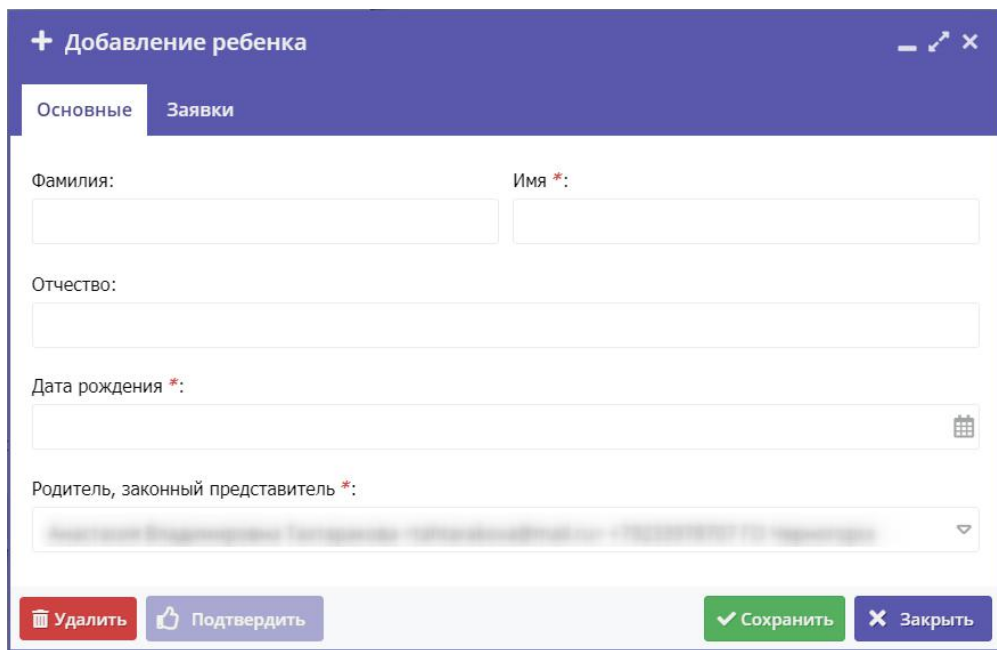 Добавление ребенка
Основные Заявки
Фамилия: Имя *:
Отчество:
Дата рождения *:
Родитель, законный представитель *:
Удалить Подтвердить Сохранить Закрыть